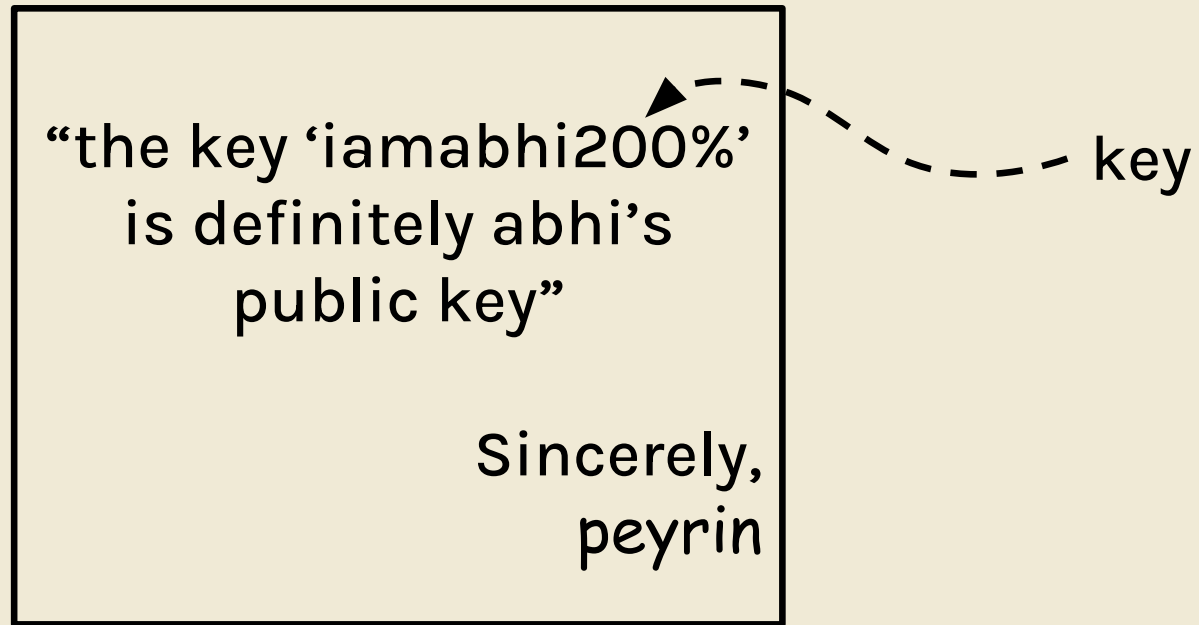 “the key ‘iamabhi200%’
is definitely abhi’s
public key”
Sincerely,
peyrin
key